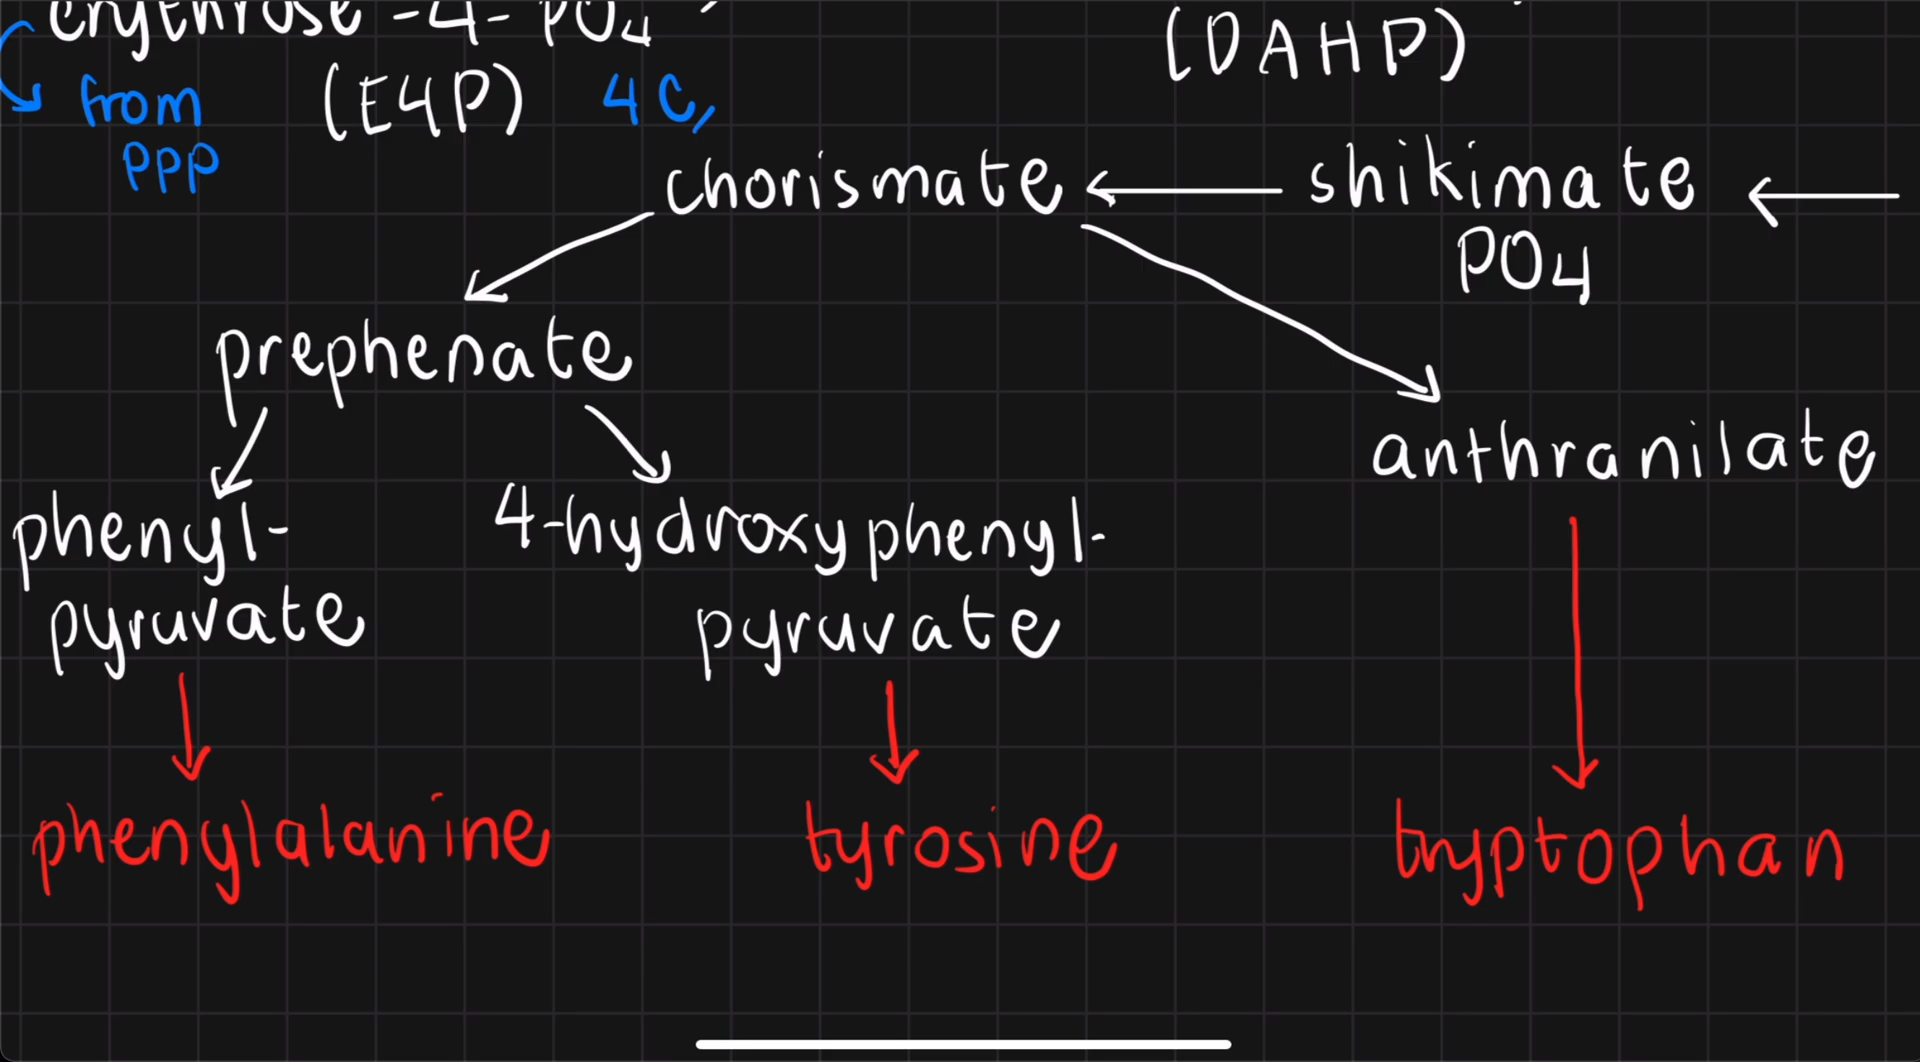 erythrose-4-PO4
(DAHP)
from
PPP
(E4P)
4C,
chorismate
shikimate
PO4
prephenate
anthranilate
phenyl-
pyruvate
4-hydroxyphenyl-
pyruvate
phenylalanine
tyrosine
tryptophan